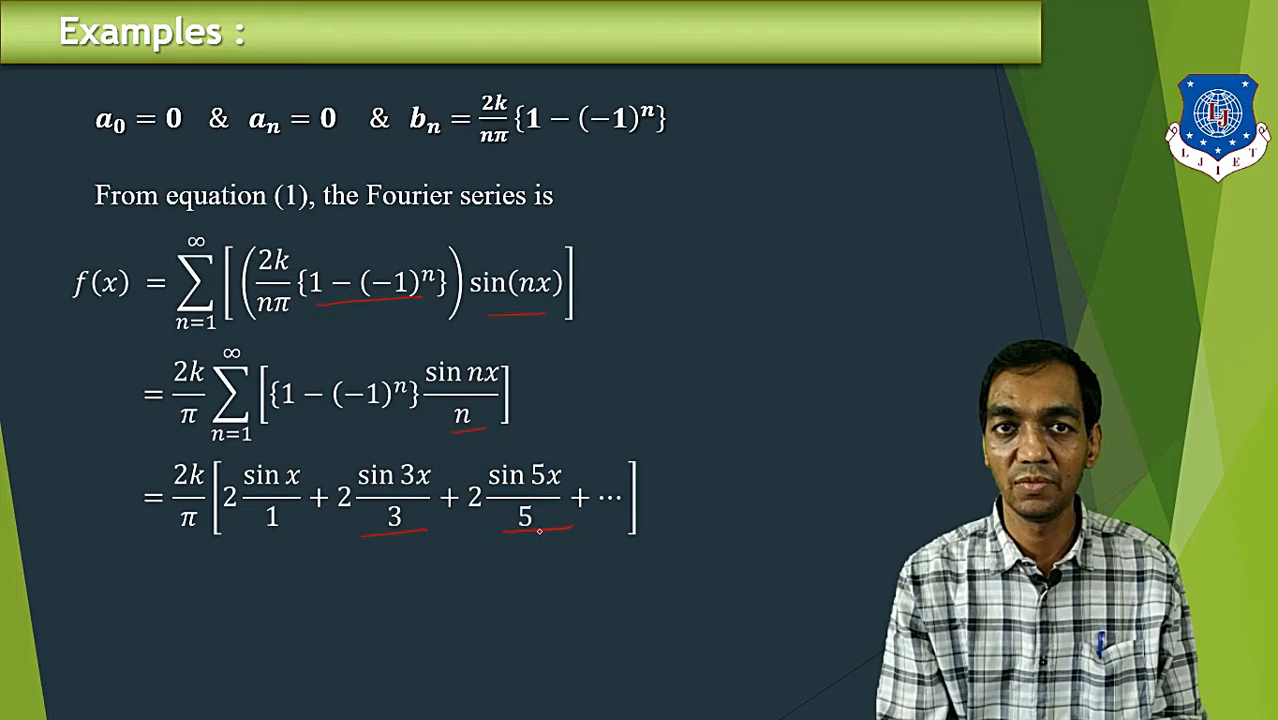 Examples :
a₀ = 0 & aₙ = 0 & bₙ = 2k/nπ {1 − (−1)ⁿ}
LJIET
From equation (1), the Fourier series is
f(x) = ∑_{n=1}^{∞} [(2k/nπ {1 − (−1)ⁿ}) sin(nx)]
= 2k/π ∑_{n=1}^{∞} [{1 − (−1)ⁿ} sin nx/n]
= 2k/π [2 sin x/1 + 2 sin 3x/3 + 2 sin 5x/5 + ⋯]